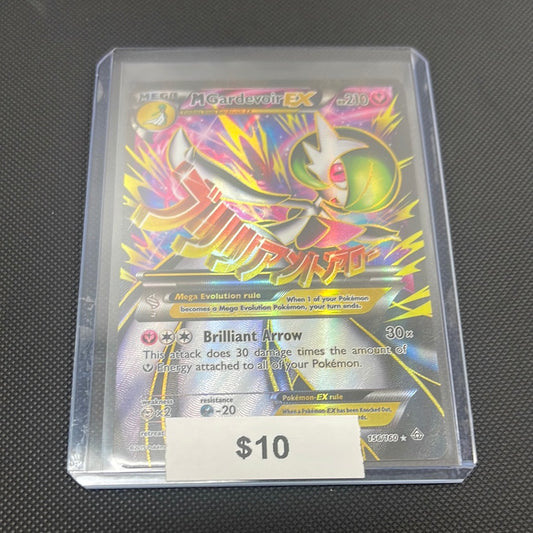 MEGA M Gardevoir EX HP210
ブリリアントアロー
Mega Evolution rule
When 1 of your Pokémon
becomes a Mega Evolution Pokémon, your turn ends.
Brilliant Arrow 30×
This attack does 30 damage times the amount of
Energy attached to all of your Pokémon.
weakness ×2
resistance -20
Pokémon-EX rule
When a Pokémon-EX has been Knocked Out,
retreat
©2015 Pokémon
156/160
$10